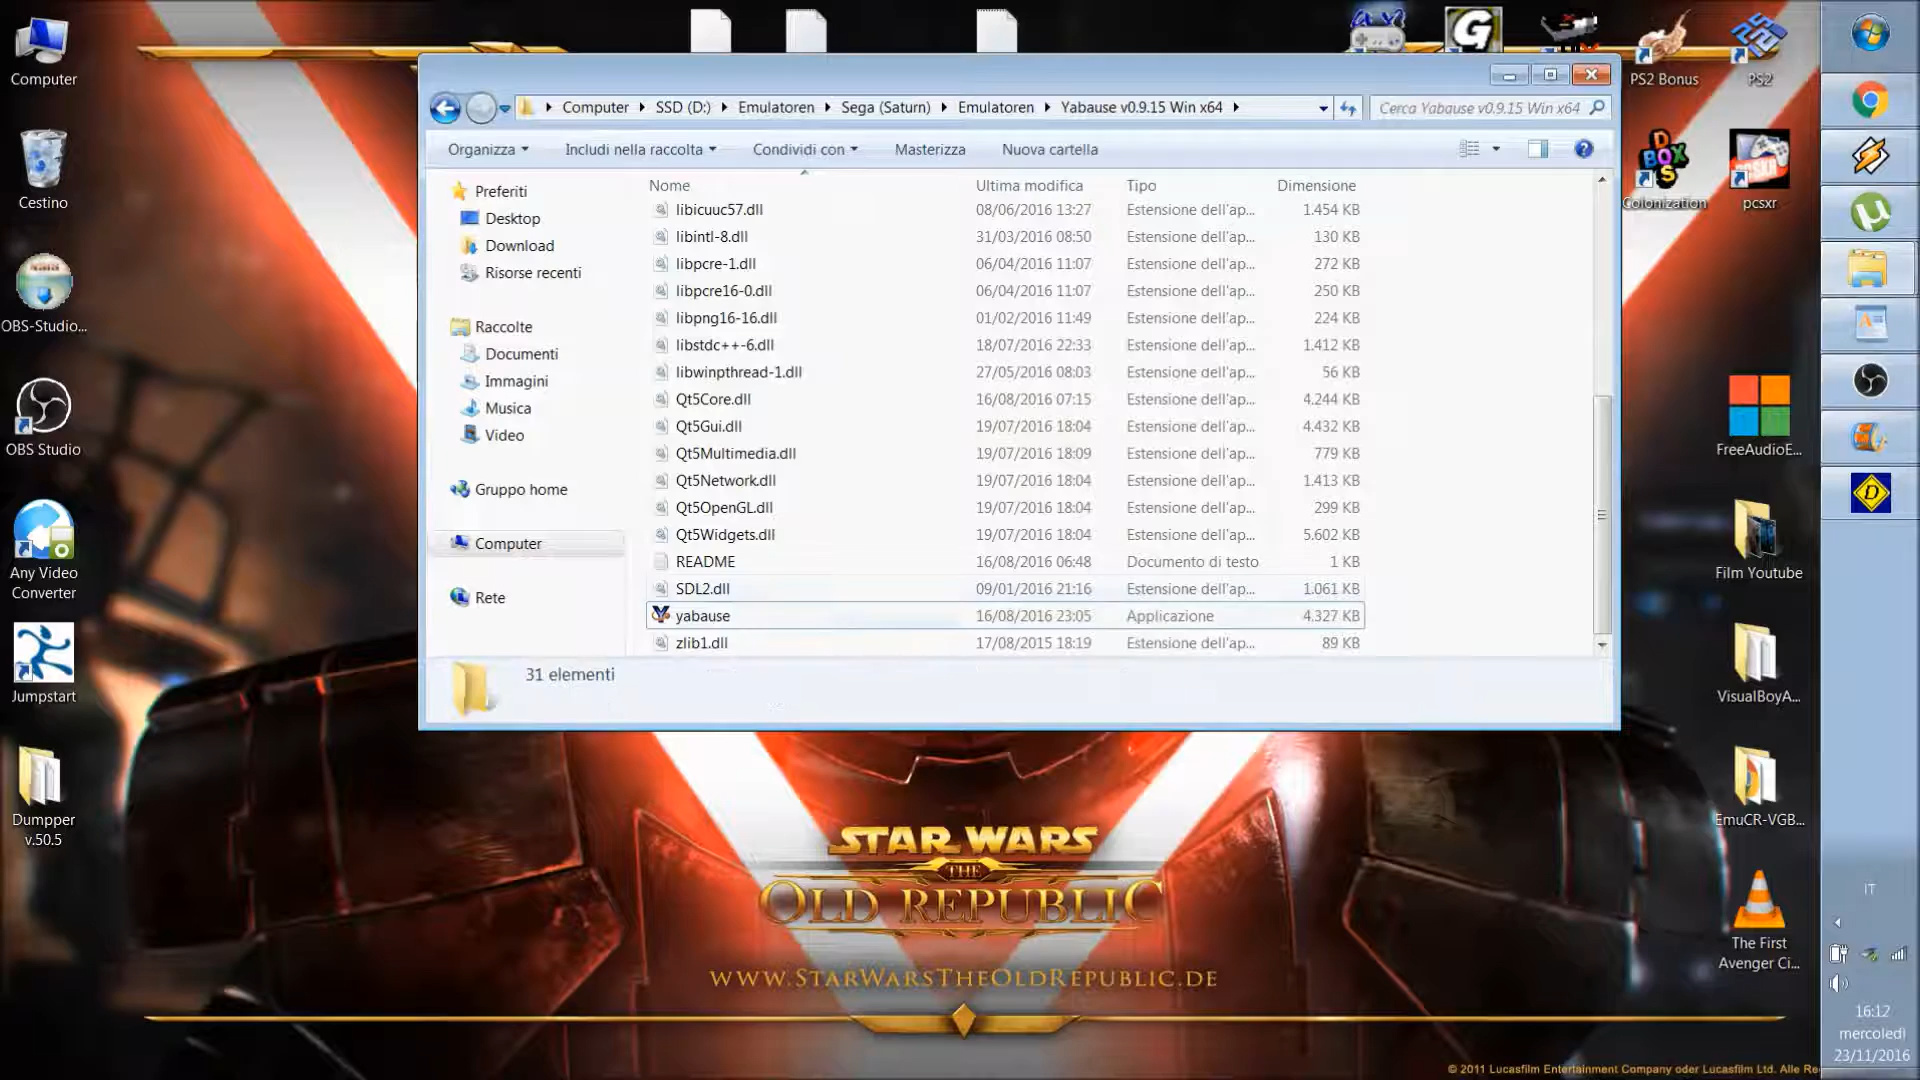 Computer
Cestino
OBS-Studio...
OBS Studio
Any Video
Converter
Jumpstart
Dumpper
v.50.5
Computer
SSD (D:)
Emulatoren
Sega (Saturn)
Emulatoren
Yabause v0.9.15 Win x64
Cerca Yabause v0.9.15 Win x64
Organizza
Includi nella raccolta
Condividi con
Masterizza
Nuova cartella
Preferiti
Desktop
Download
Risorse recenti
Raccolte
Documenti
Immagini
Musica
Video
Gruppo home
Computer
Rete
Nome Ultima modifica Tipo Dimensione
libicuuc57.dll 08/06/2016 13:27 Estensione dell'ap... 1.454 KB
libintl-8.dll 31/03/2016 08:50 Estensione dell'ap... 130 KB
libpcre-1.dll 06/04/2016 11:07 Estensione dell'ap... 272 KB
libpcre16-0.dll 06/04/2016 11:07 Estensione dell'ap... 250 KB
libpng16-16.dll 01/02/2016 11:49 Estensione dell'ap... 224 KB
libstdc++-6.dll 18/07/2016 22:33 Estensione dell'ap... 1.412 KB
libwinpthread-1.dll 27/05/2016 08:03 Estensione dell'ap... 56 KB
Qt5Core.dll 16/08/2016 07:15 Estensione dell'ap... 4.244 KB
Qt5Gui.dll 19/07/2016 18:04 Estensione dell'ap... 4.432 KB
Qt5Multimedia.dll 19/07/2016 18:09 Estensione dell'ap... 779 KB
Qt5Network.dll 19/07/2016 18:04 Estensione dell'ap... 1.413 KB
Qt5OpenGL.dll 19/07/2016 18:04 Estensione dell'ap... 299 KB
Qt5Widgets.dll 19/07/2016 18:04 Estensione dell'ap... 5.602 KB
README 16/08/2016 06:48 Documento di testo 1 KB
SDL2.dll 09/01/2016 21:16 Estensione dell'ap... 1.061 KB
yabause 16/08/2016 23:05 Applicazione 4.327 KB
zlib1.dll 17/08/2015 18:19 Estensione dell'ap... 89 KB
31 elementi
STAR WARS
THE
OLD REPUBLIC
WWW.STARWARSTHEOLDREPUBLIC.DE
PS2 Bonus
PS2
DOS
BOX
Colonization
pcsxr
FreeAudioE...
Film Youtube
VisualBoyA...
EmuCR-VGB...
The First
Avenger Ci...
IT
16:12
mercoledì
23/11/2016
© 2011 Lucasfilm Entertainment Company oder Lucasfilm Ltd. Alle Re